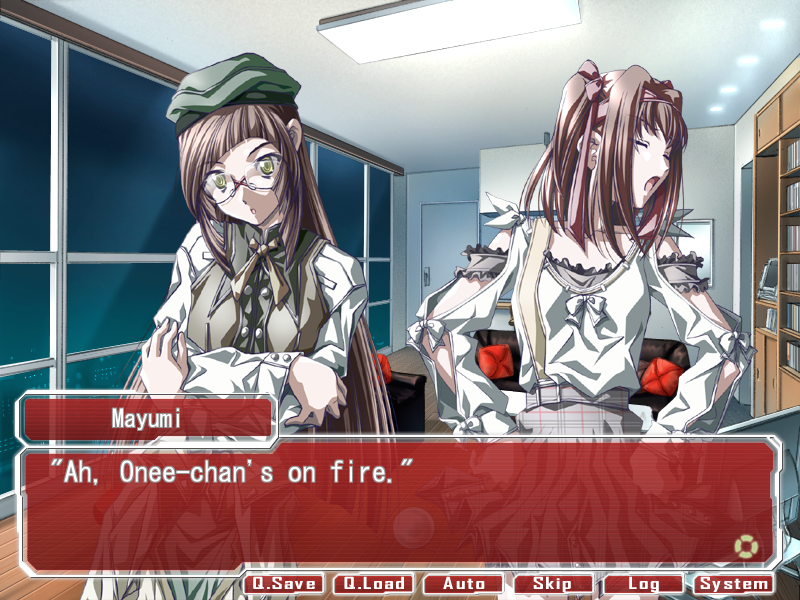 Mayumi
"Ah, Onee-chan's on fire."
Q.Save Q.Load Auto Skip Log System